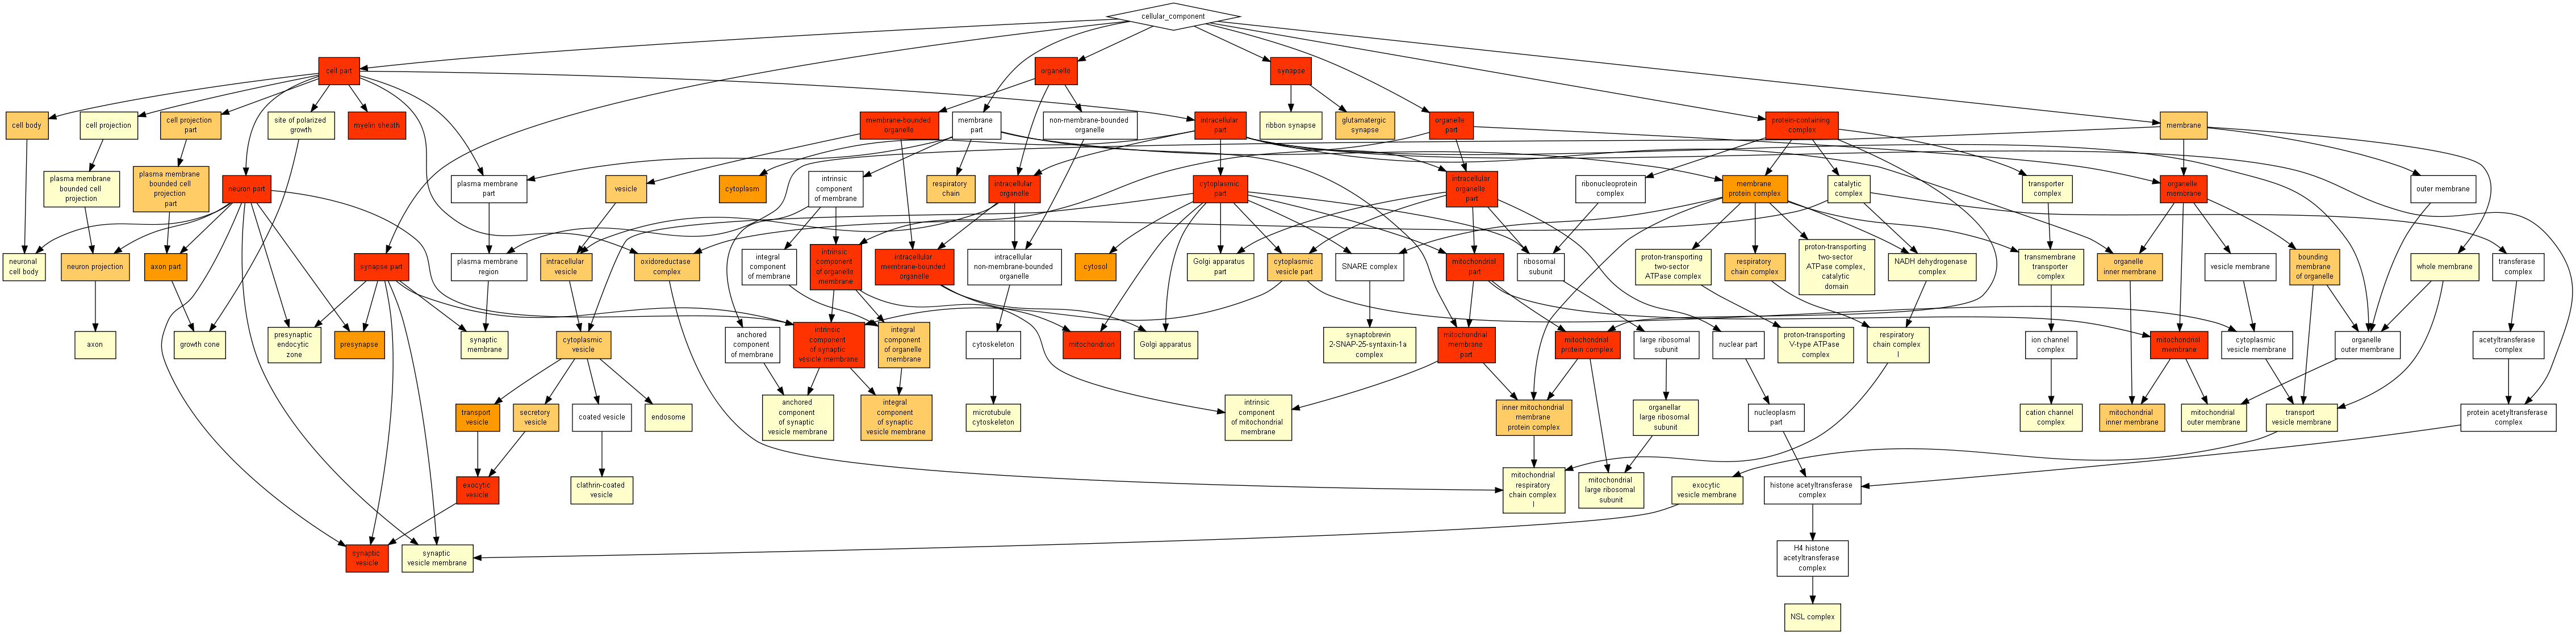 cellular_component
cell part
organelle
synapse
cell body
cell projection
cell projection
part
site of polarized
growth
myelin sheath
membrane-bounded
organelle
membrane
part
non-membrane-bounded
organelle
intracellular
part
ribbon synapse
glutamatergic
synapse
organelle
part
protein-containing
complex
membrane
plasma membrane
bounded cell
projection
plasma membrane
bounded cell
projection
part
neuron part
plasma membrane
part
vesicle
cytoplasm
intrinsic
component
of membrane
respiratory
chain
intracellular
organelle
cytoplasmic
part
intracellular
organelle
part
ribonucleoprotein
complex
membrane
protein complex
catalytic
complex
transporter
complex
organelle
membrane
outer membrane
neuronal
cell body
neuron projection
axon part
synapse part
plasma membrane
region
intracellular
vesicle
oxidoreductase
complex
integral
component
of membrane
intrinsic
component
of organelle
membrane
intracellular
membrane-bounded
organelle
intracellular
non-membrane-bounded
organelle
cytosol
Golgi apparatus
part
cytoplasmic
vesicle part
SNARE complex
mitochondrial
part
ribosomal
subunit
proton-transporting
two-sector
ATPase complex
respiratory
chain complex
proton-transporting
two-sector
ATPase complex,
catalytic
domain
NADH dehydrogenase
complex
transmembrane
transporter
complex
organelle
inner membrane
vesicle membrane
bounding
membrane
of organelle
whole membrane
transferase
complex
axon
growth cone
presynaptic
endocytic
zone
presynapse
synaptic
membrane
cytoplasmic
vesicle
anchored
component
of membrane
intrinsic
component
of synaptic
vesicle membrane
integral
component
of organelle
membrane
cytoskeleton
mitochondrion
Golgi apparatus
synaptobrevin
2-SNAP-25-syntaxin-1a
complex
mitochondrial
membrane
part
mitochondrial
protein complex
large ribosomal
subunit
nuclear part
proton-transporting
V-type ATPase
complex
respiratory
chain complex
I
ion channel
complex
mitochondrial
membrane
cytoplasmic
vesicle membrane
organelle
outer membrane
acetyltransferase
complex
transport
vesicle
secretory
vesicle
coated vesicle
endosome
anchored
component
of synaptic
vesicle membrane
integral
component
of synaptic
vesicle membrane
microtubule
cytoskeleton
intrinsic
component
of mitochondrial
membrane
inner mitochondrial
membrane
protein complex
organellar
large ribosomal
subunit
nucleoplasm
part
cation channel
complex
mitochondrial
inner membrane
mitochondrial
outer membrane
transport
vesicle membrane
protein acetyltransferase
complex
exocytic
vesicle
clathrin-coated
vesicle
mitochondrial
respiratory
chain complex
I
mitochondrial
large ribosomal
subunit
exocytic
vesicle membrane
histone acetyltransferase
complex
synaptic
vesicle
synaptic
vesicle membrane
H4 histone
acetyltransferase
complex
NSL complex